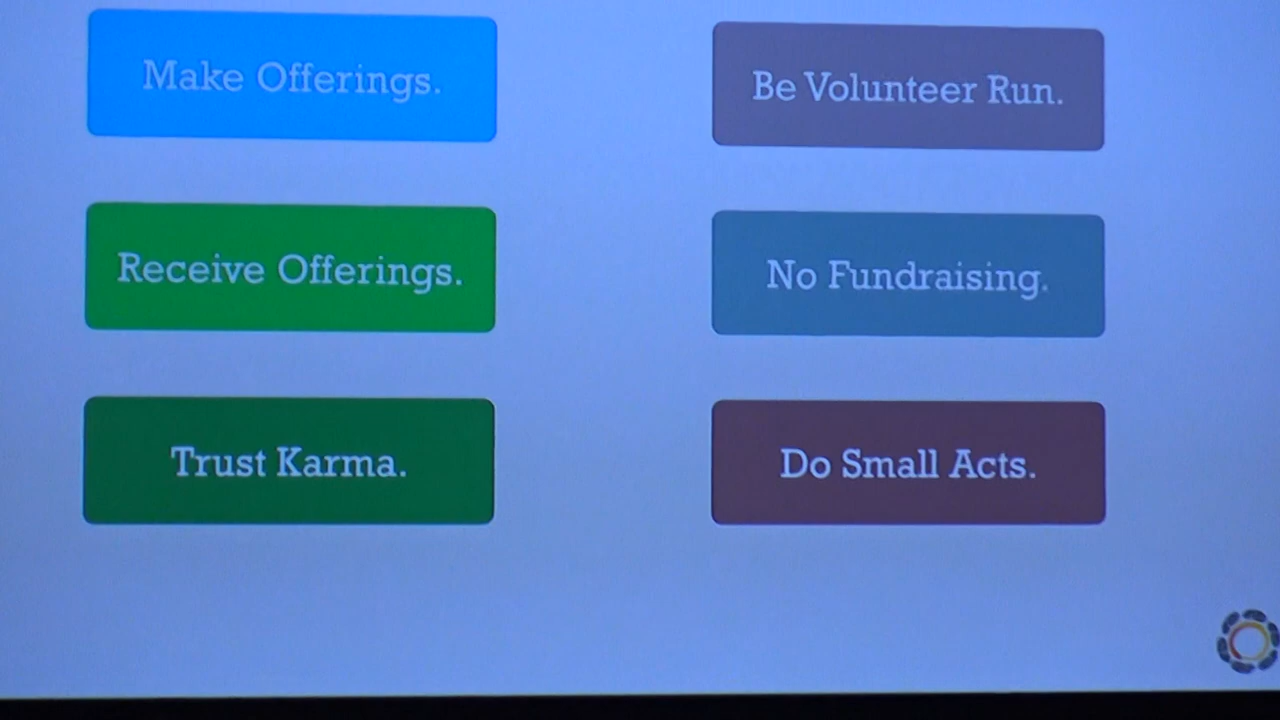 Make Offerings.
Be Volunteer Run.
Receive Offerings.
No Fundraising.
Trust Karma.
Do Small Acts.